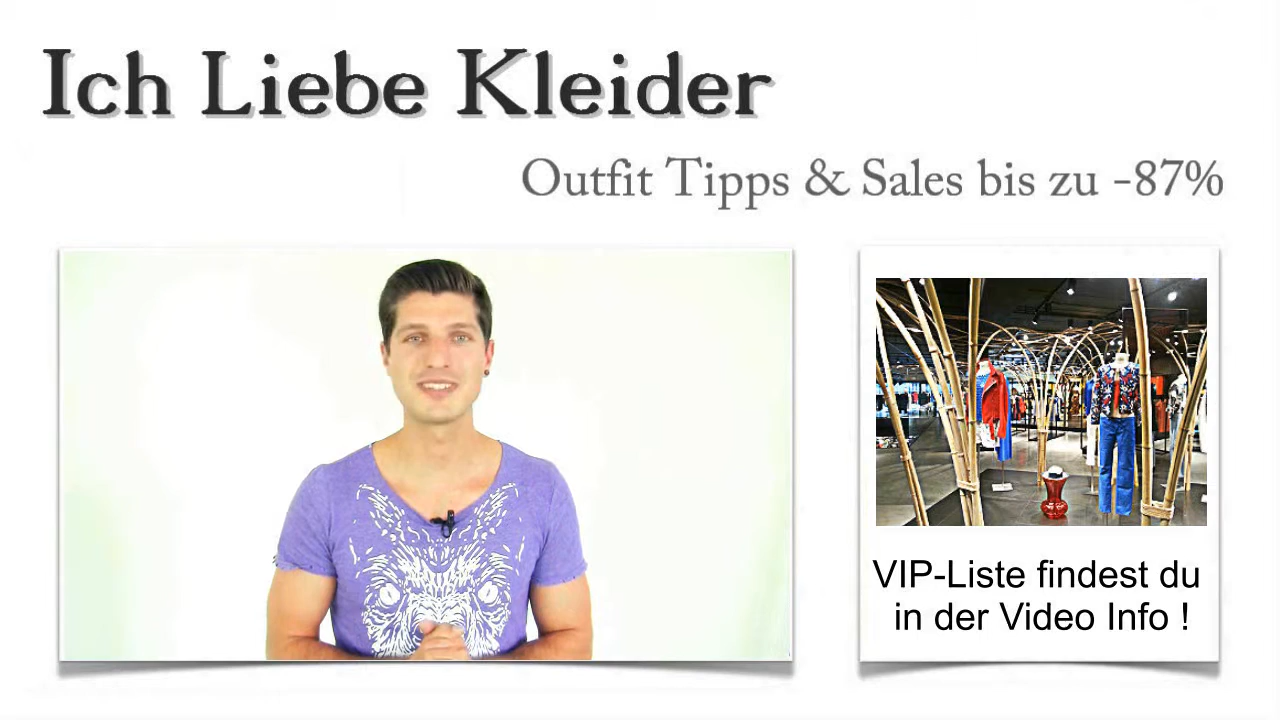 Ich Liebe Kleider
Outfit Tipps & Sales bis zu -87%
VIP-Liste findest du
in der Video Info !